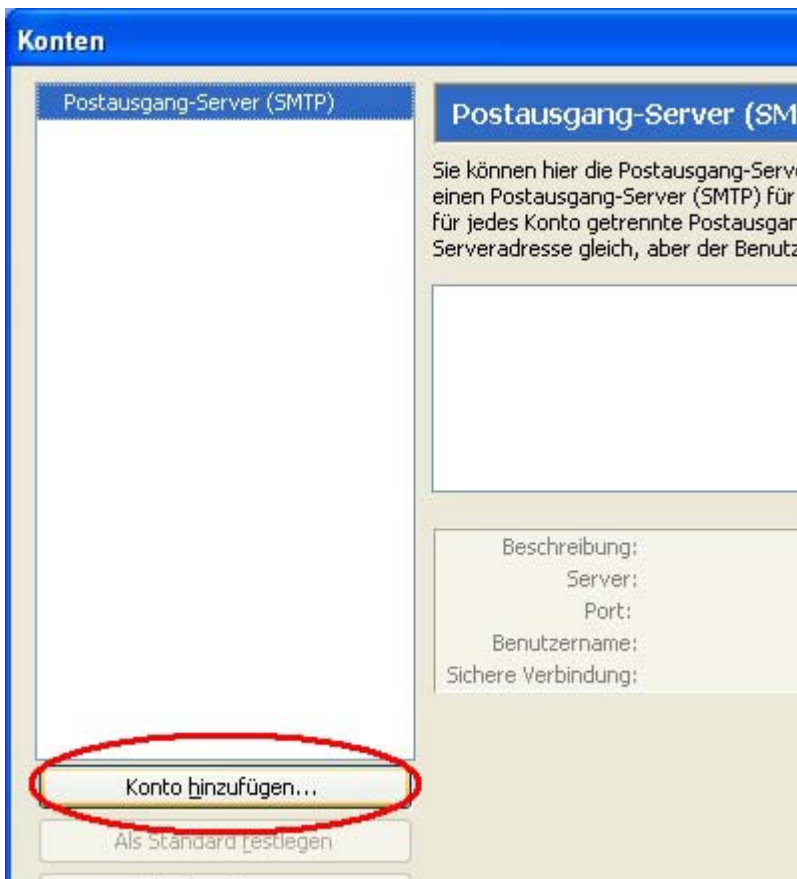 Konten
Postausgang-Server (SMTP)
Postausgang-Server (SM
Sie können hier die Postausgang-Serv
einen Postausgang-Server (SMTP) für
für jedes Konto getrennte Postausgan
Serveradresse gleich, aber der Benutz
Beschreibung:
Server:
Port:
Benutzername:
Sichere Verbindung:
Konto hinzufügen...
Als Standard festlegen